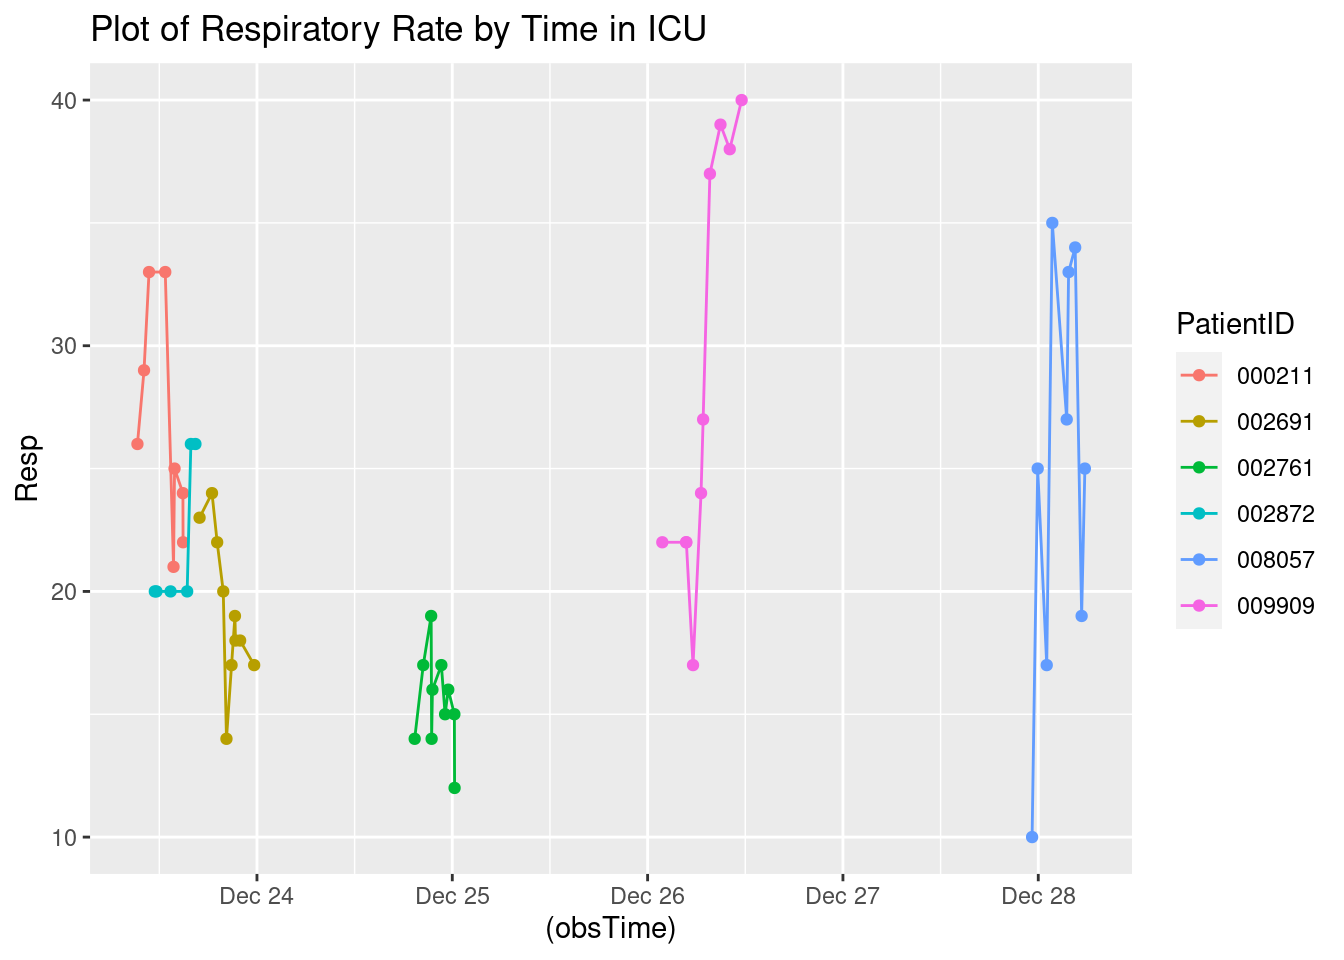 Plot of Respiratory Rate by Time in ICU
Resp
40
30
20
10
Dec 24
Dec 25
Dec 26
Dec 27
Dec 28
(obsTime)
PatientID
000211
002691
002761
002872
008057
009909